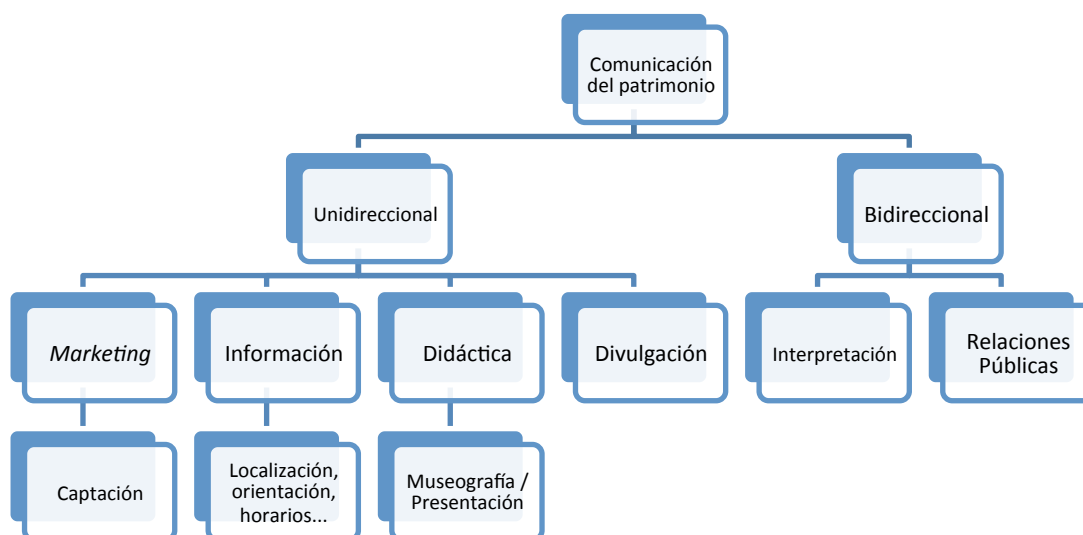 Comunicación
del patrimonio
Unidireccional
Bidireccional
Marketing
Información
Didáctica
Divulgación
Interpretación
Relaciones
Públicas
Captación
Localización,
orientación,
horarios...
Museografía /
Presentación